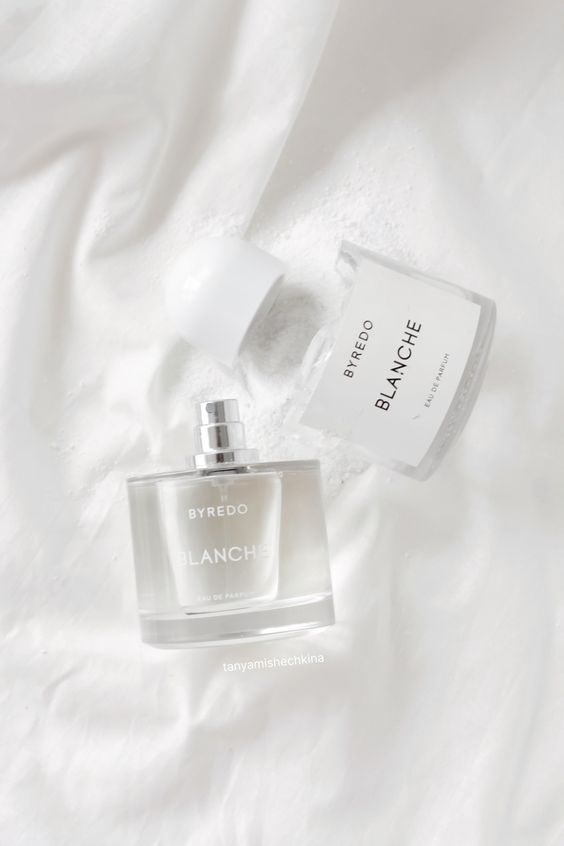 BYREDO
BLANCHE
EAU DE PARFUM
BYREDO
BLANCHE
EAU DE PARFUM
tanyamishechkina